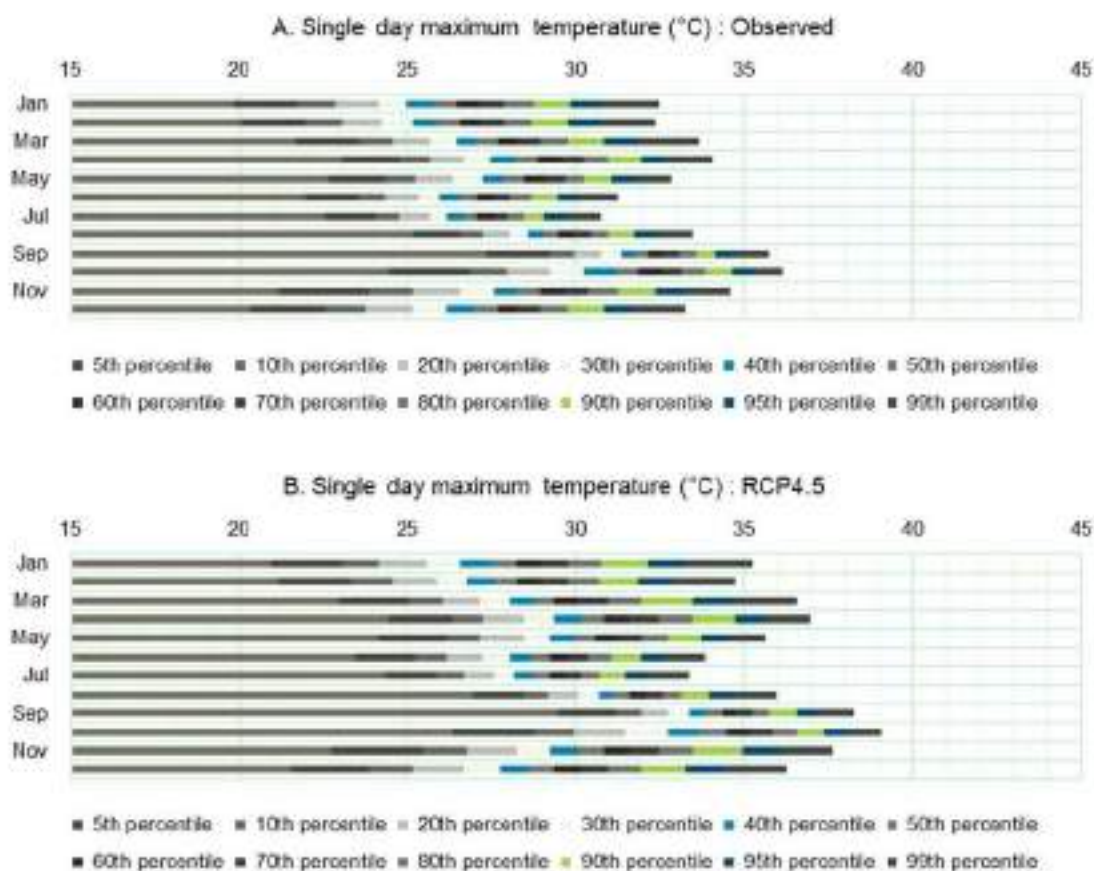 A. Single day maximum temperature (°C) : Observed
15 20 25 30 35 40 45
Jan
Mar
May
Jul
Sep
Nov
5th percentile 10th percentile 20th percentile 30th percentile 40th percentile 50th percentile
60th percentile 70th percentile 80th percentile 90th percentile 95th percentile 99th percentile
B. Single day maximum temperature (°C) : RCP4.5
15 20 25 30 35 40 45
Jan
Mar
May
Jul
Sep
Nov
5th percentile 10th percentile 20th percentile 30th percentile 40th percentile 50th percentile
60th percentile 70th percentile 80th percentile 90th percentile 95th percentile 99th percentile